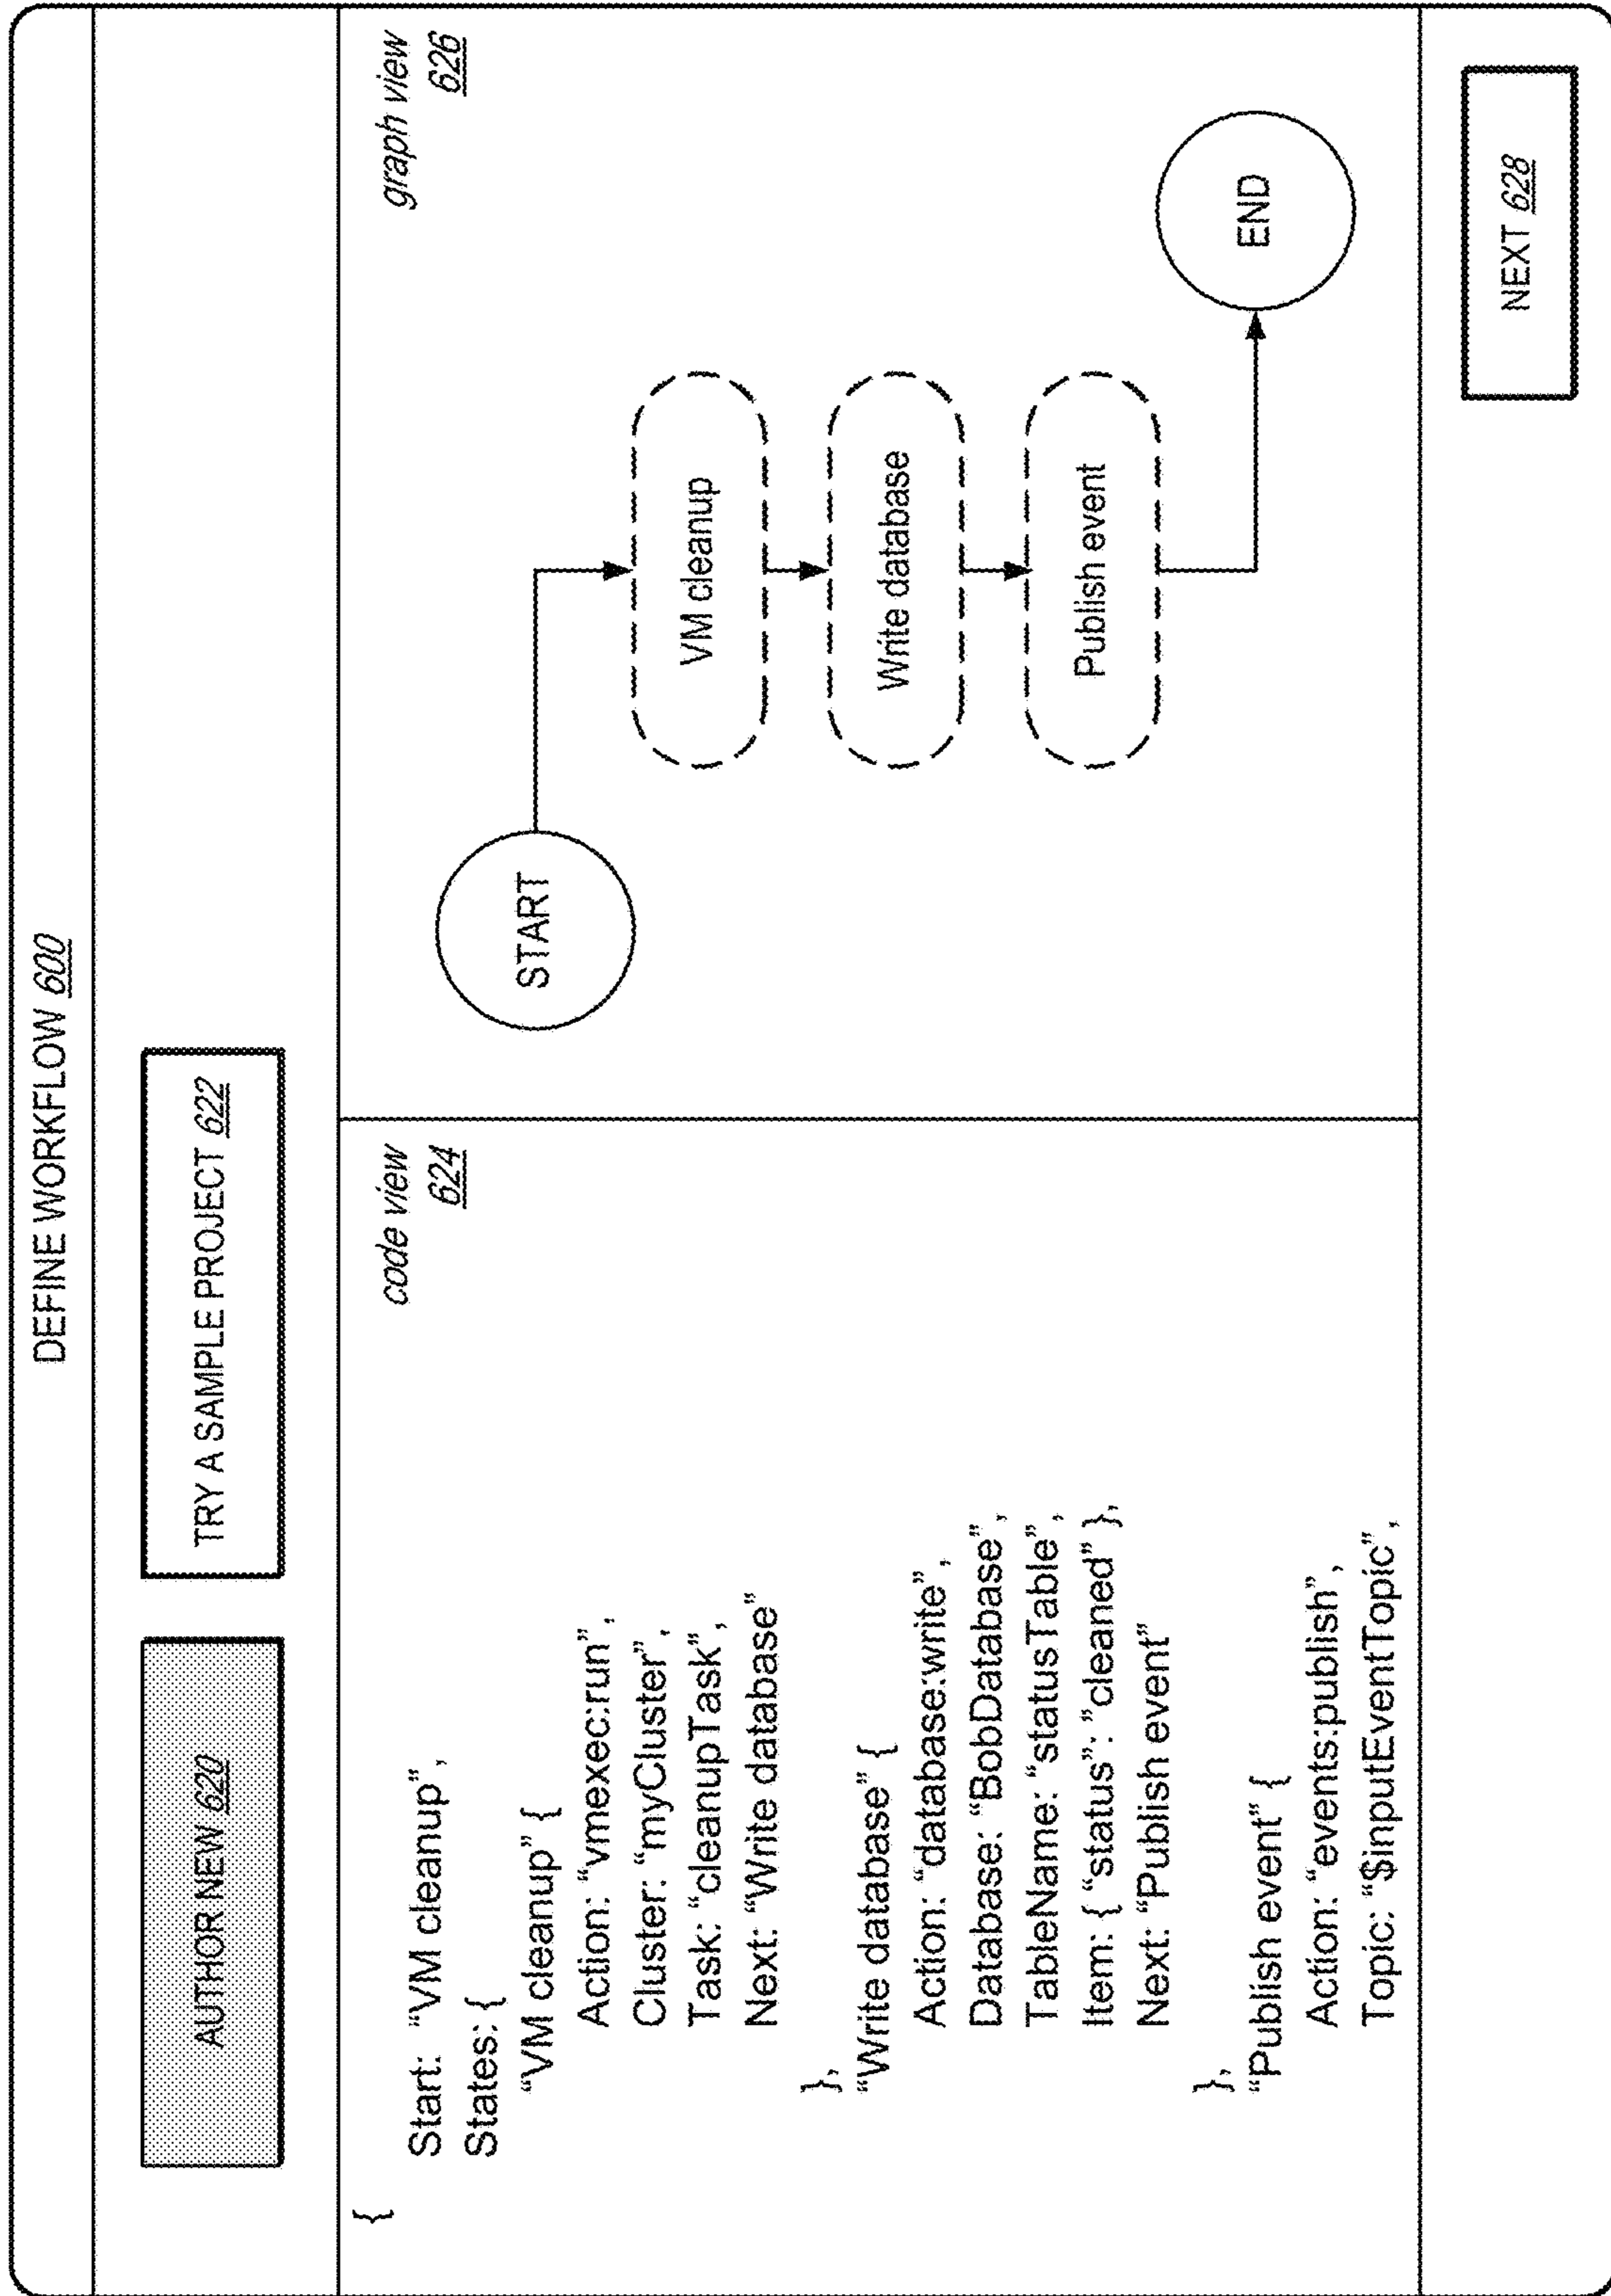 DEFINE WORKFLOW 600
AUTHOR NEW 620
TRY A SAMPLE PROJECT 622
code view
624
{
Start: “VM cleanup”,
States: {
“VM cleanup” {
Action: “vmexec:run”,
Cluster: “myCluster”,
Task: “cleanupTask”,
Next: “Write database”
},
“Write database” {
Action: “database:write”,
Database: “BobDatabase”,
TableName: “statusTable”,
Item: { “status”: “cleaned” },
Next: “Publish event”
},
“Publish event” {
Action: “events:publish”,
Topic: “$inputEventTopic”,
graph view
626
START
VM cleanup
Write database
Publish event
END
NEXT 628